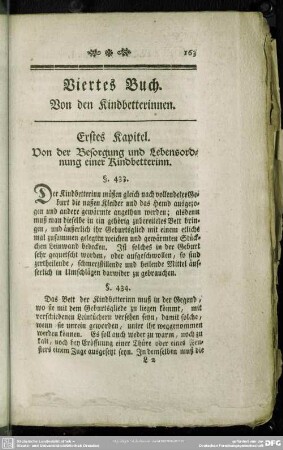 163
Viertes Buch.
Von den Kindbetterinnen.
Erstes Kapitel.
Von der Besorgung und Lebensord-
nung einer Kindbetterinn.
§. 433.
Der Kindbetterinn müßen gleich nach vollendeter Ge-
burt die naßen Kleider und das Hemd ausgezo-
gen und andere gewärmte angethan werden; alsdenn
muß man dieselbe in ein gehörig zubereitetes Bett brin-
gen, und äußerlich ihr Geburtsglied mit einem etliche
mal zusammen gelegten weichen und gewärmten Stück-
chen Leinwand bedecken. Ist solches in der Geburt
sehr gequetscht worden, oder aufgeschwollen, so sind
zertheilende, schmerzstillende und heilende Mittel äuf-
serlich in Umschlägen darwider zu gebrauchen.
§. 434.
Das Bett der Kindbetterinn muß in der Gegend,
wo sie mit dem Geburtsgliede zu liegen kömmt, mit
verschiedenen Leintüchern versehen seyn, damit solche,
wenn sie unrein geworden, unter ihr weggenommen
werden können. Es soll auch weder zu warm, noch zu
kalt, noch bey Eröffnung einer Thüre oder eines Fen-
sters einem Zuge ausgesetzt seyn. In demselben muß die
L 2